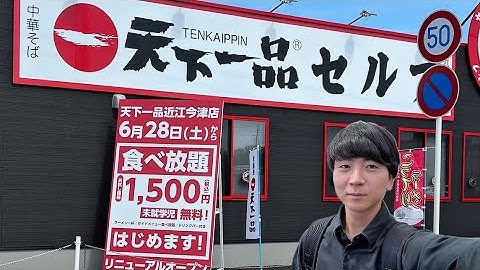 中華そば
TENKAIPPIN
天下一品®セルフ
50
天下一品近江今津店
6月28日(土)から
食べ放題
1,500円
未就学児 無料!
はじめます!
リニューアルオープン